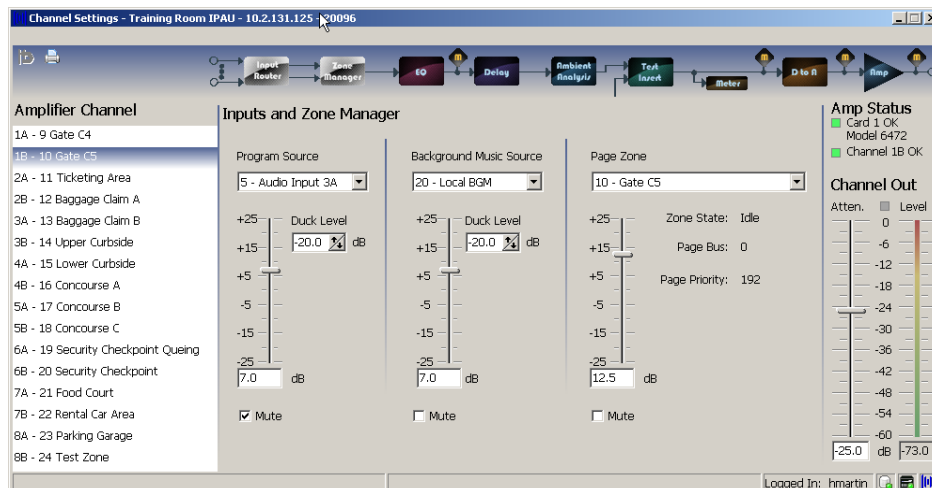 Channel Settings - Training Room IPAU - 10.2.131.125 - 20096
ID
Input Router
Zone Manager
EQ
m
Delay
Ambient Analysis
Test Insert
Meter
m
D to A
m
Amp
m
Amplifier Channel
1A - 9 Gate C4
1B - 10 Gate C5
2A - 11 Ticketing Area
2B - 12 Baggage Claim A
3A - 13 Baggage Claim B
3B - 14 Upper Curbside
4A - 15 Lower Curbside
4B - 16 Concourse A
5A - 17 Concourse B
5B - 18 Concourse C
6A - 19 Security Checkpoint Queing
6B - 20 Security Checkpoint
7A - 21 Food Court
7B - 22 Rental Car Area
8A - 23 Parking Garage
8B - 24 Test Zone
Inputs and Zone Manager
Program Source
5 - Audio Input 3A
+25
Duck Level
-20.0 dB
+15
+5
-5
-15
-25
7.0 dB
Mute
Background Music Source
20 - Local BGM
+25
Duck Level
-20.0 dB
+15
+5
-5
-15
-25
7.0 dB
Mute
Page Zone
10 - Gate C5
+25
+15
+5
-5
-15
-25
12.5 dB
Mute
Zone State: Idle
Page Bus: 0
Page Priority: 192
Amp Status
Card 1 OK
Model 6472
Channel 1B OK
Channel Out
Atten. Level
0
-6
-12
-18
-24
-30
-36
-42
-48
-54
-60
-25.0 dB -73.0
Logged In: hmartin